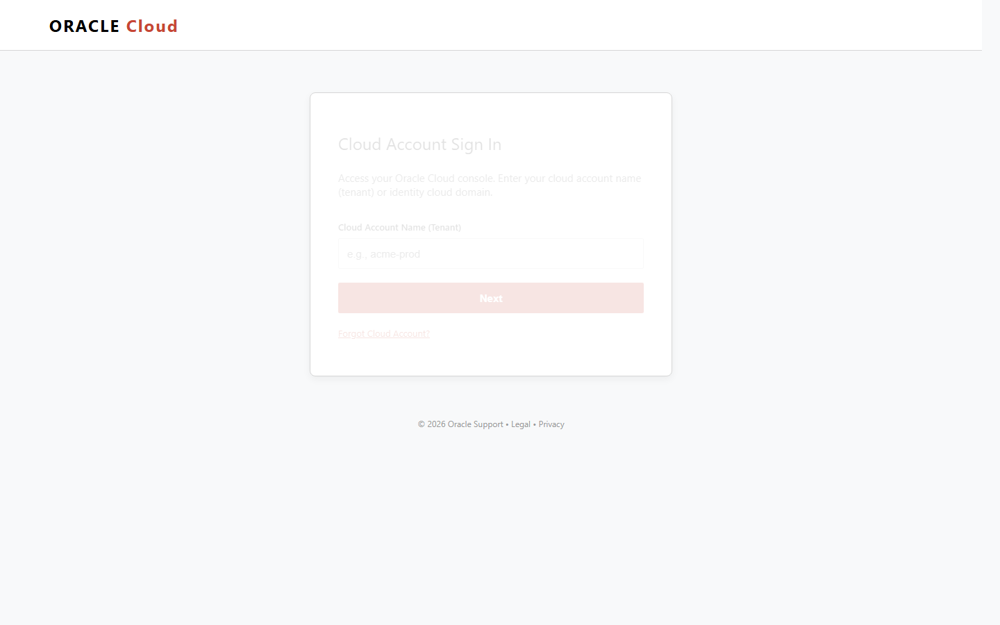 ORACLE Cloud
Cloud Account Sign In
Access your Oracle Cloud console. Enter your cloud account name
(tenant) or identity cloud domain.
Cloud Account Name (Tenant)
e.g., acme-prod
Next
Forgot Cloud Account?
© 2026 Oracle Support • Legal • Privacy